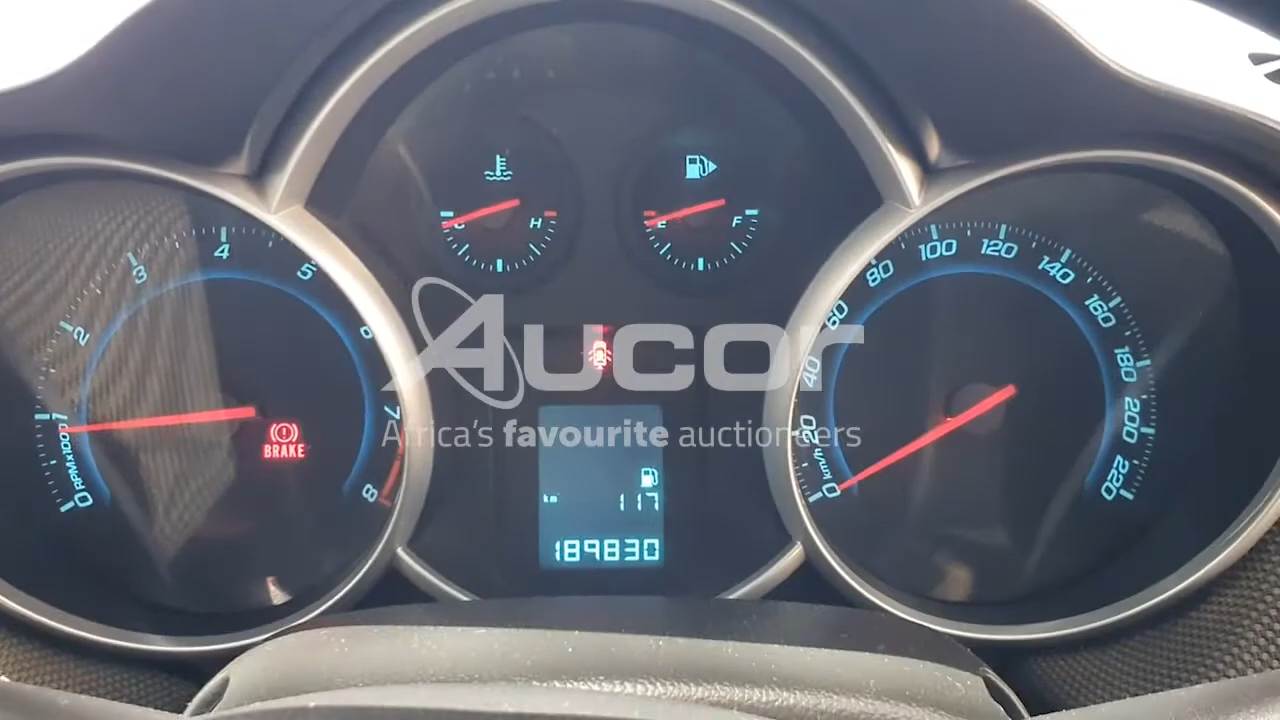 C H
E F
0 1 2 3 4 5 6 7 8
RPMx1000
BRAKE
Aucor
Africa's favourite auctioneers
0 20 40 60 80 100 120 140 160 180 200 220
km/h
km 117
189830